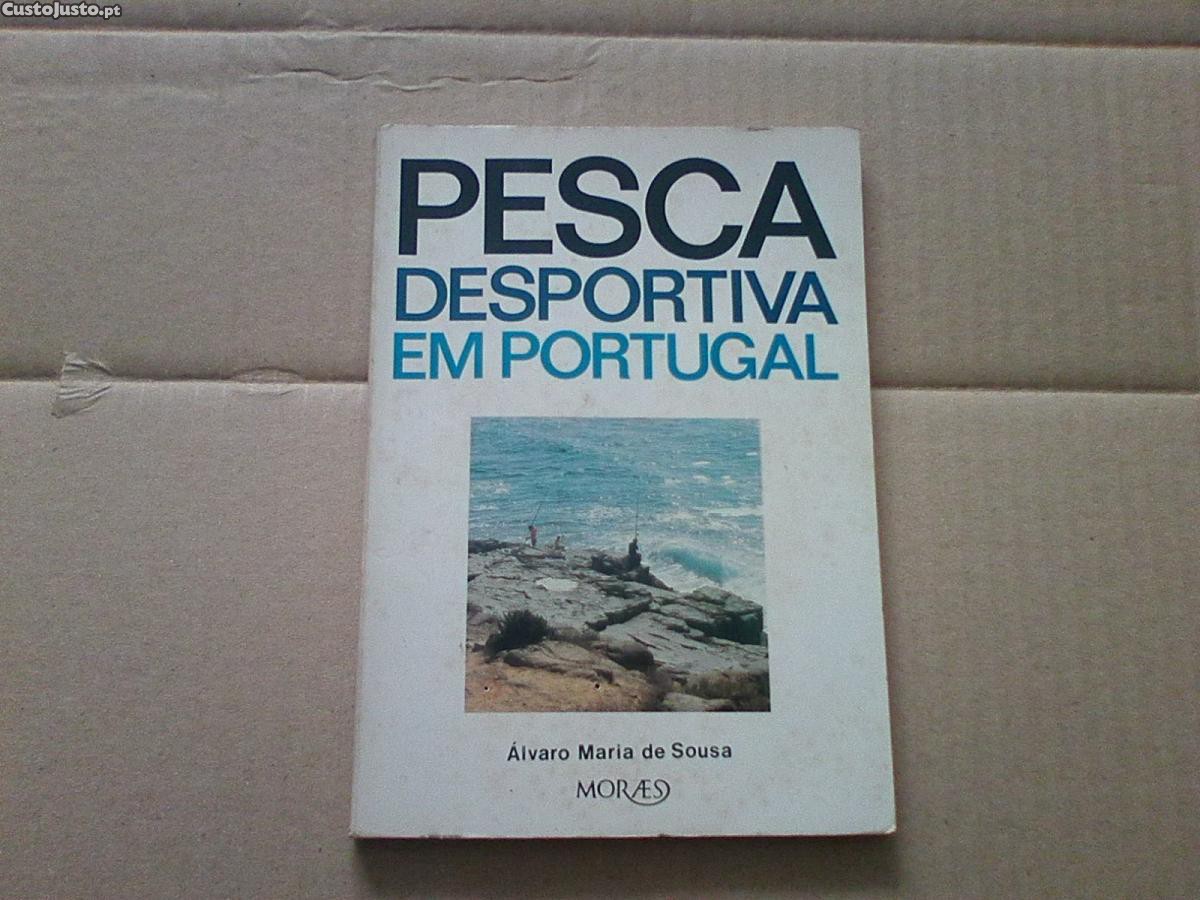 CustoJusto.pt
PESCA
DESPORTIVA
EM PORTUGAL
Álvaro Maria de Sousa
MORÆS